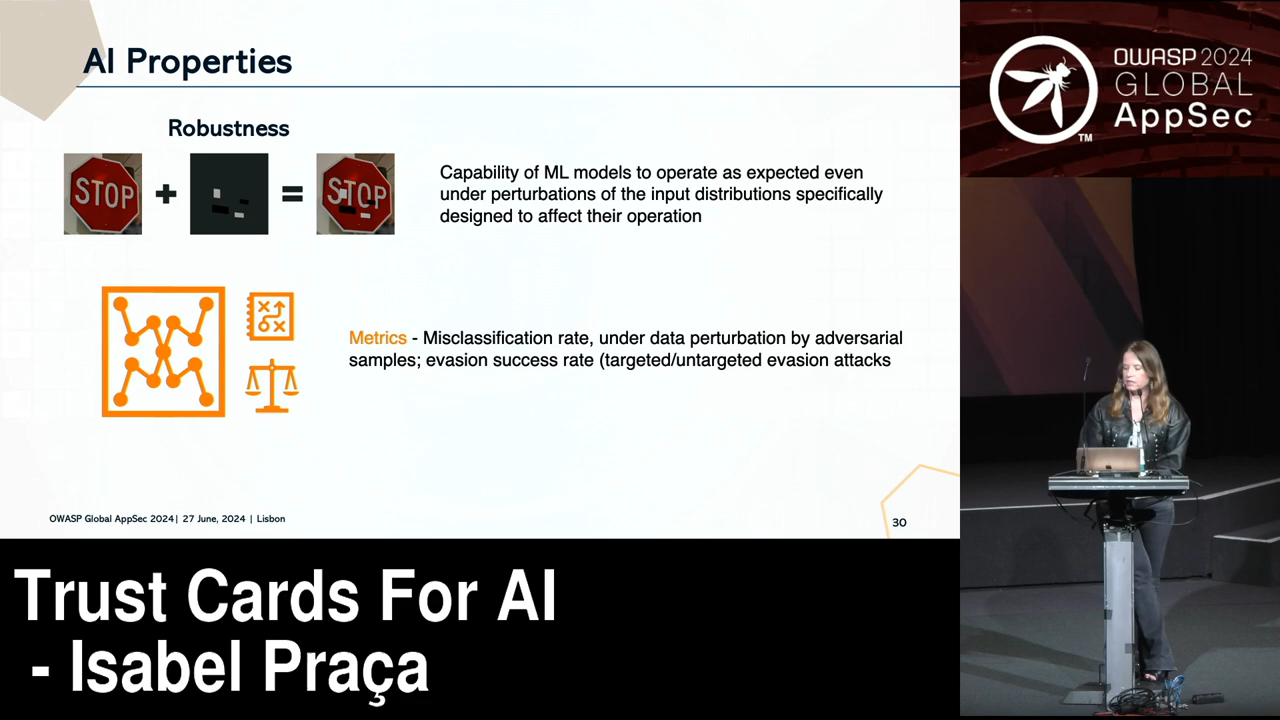 AI Properties
Robustness
STOP
STOP
Capability of ML models to operate as expected even
under perturbations of the input distributions specifically
designed to affect their operation
Metrics - Misclassification rate, under data perturbation by adversarial
samples; evasion success rate (targeted/untargeted evasion attacks
OWASP Global AppSec 2024| 27 June, 2024 | Lisbon
30
OWASP 2024
GLOBAL
AppSec
TM
Trust Cards For AI
- Isabel Praça